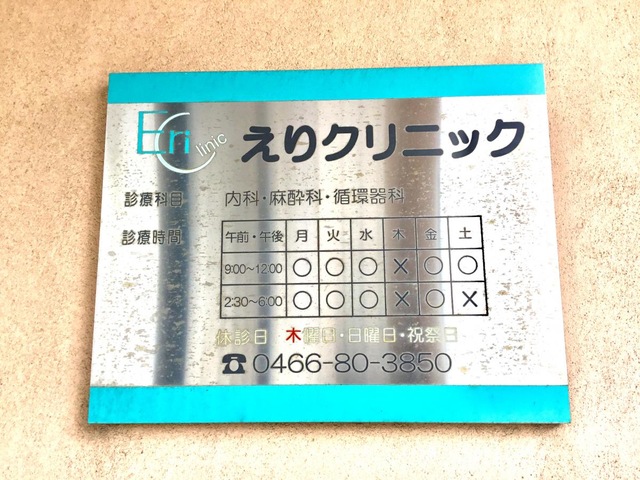 Eri Clinic えりクリニック
診療科目 内科・麻酔科・循環器科
診療時間 午前・午後 月 火 水 木 金 土
9:00～12:00 ○ ○ ○ × ○ ○
2:30～6:00 ○ ○ ○ × ○ ×
休診日・木曜日・日曜日・祝祭日
☎0466-80-3850